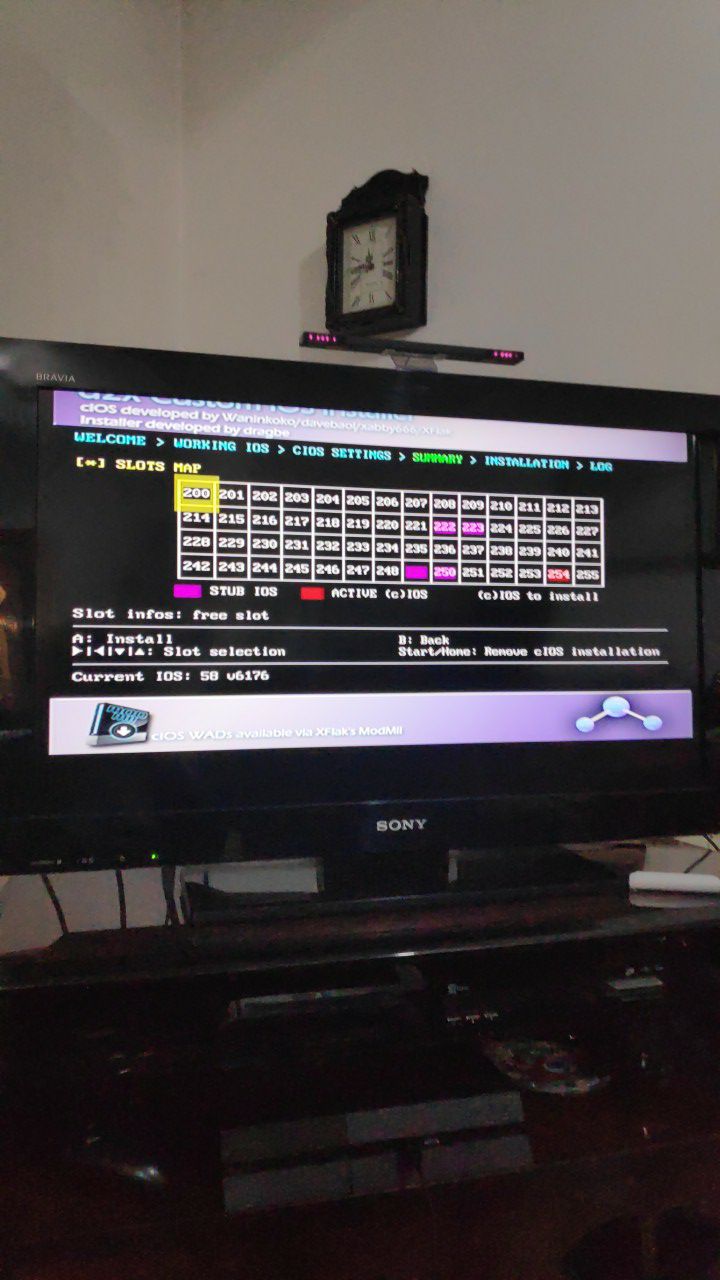 BRAVIA
d2x Custom IOS Installer
cIOS developed by Waninkoko/davebaol/xabby666/XFlak
Installer developed by dragbe
WELCOME > WORKING IOS > CIOS SETTINGS > SUMMARY > INSTALLATION > LOG
[*] SLOTS MAP
200 201 202 203 204 205 206 207 208 209 210 211 212 213
214 215 216 217 218 219 220 221 222 223 224 225 226 227
228 229 230 231 232 233 234 235 236 237 238 239 240 241
242 243 244 245 246 247 248 250 251 252 253 254 255
STUB IOS ACTIVE (c)IOS (c)IOS to install
Slot infos: free slot
A: Install B: Back
▶|◀|▼|▲: Slot selection Start/Home: Remove cIOS installation
Current IOS: 58 v6176
cIOS WADs available via XFlak's ModMii
SONY